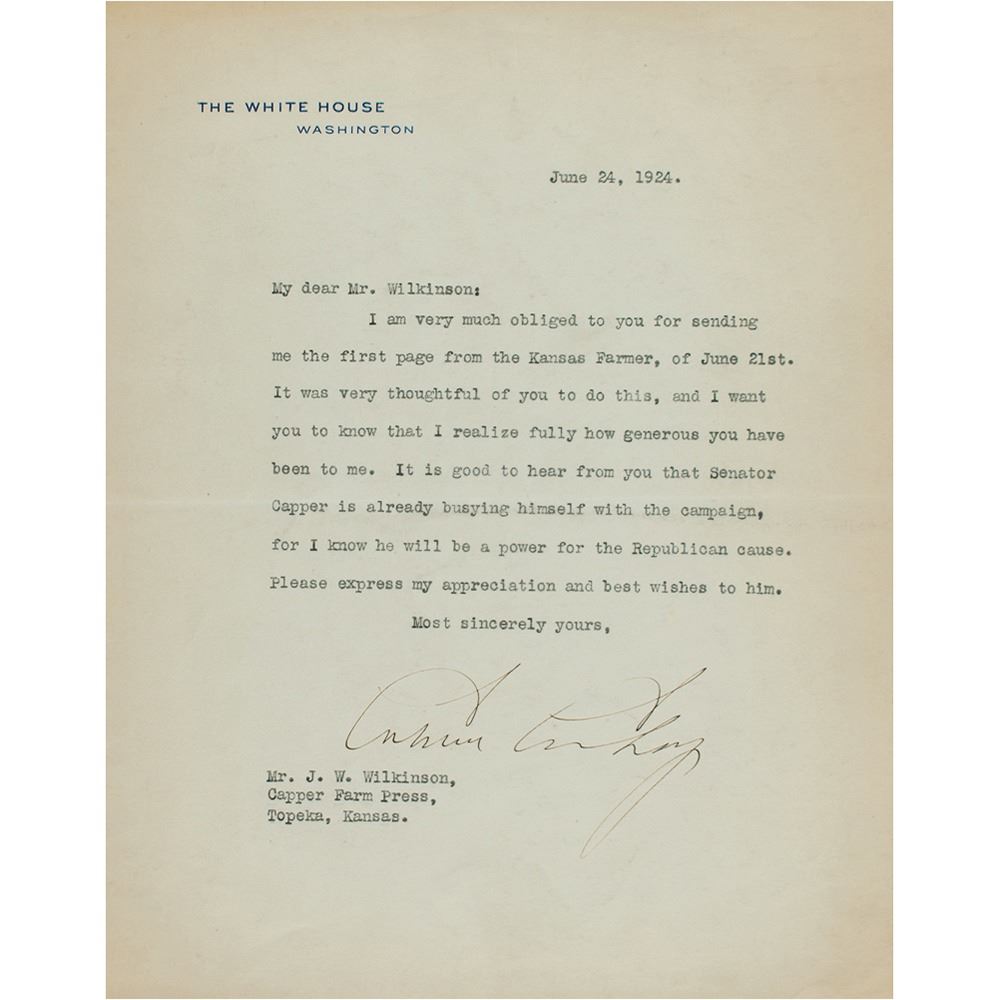 THE WHITE HOUSE
WASHINGTON
June 24, 1924.
My dear Mr. Wilkinson:
I am very much obliged to you for sending
me the first page from the Kansas Farmer, of June 21st.
It was very thoughtful of you to do this, and I want
you to know that I realize fully how generous you have
been to me. It is good to hear from you that Senator
Capper is already busying himself with the campaign,
for I know he will be a power for the Republican cause.
Please express my appreciation and best wishes to him.
Most sincerely yours,
Calvin Coolidge
Mr. J. W. Wilkinson,
Capper Farm Press,
Topeka, Kansas.